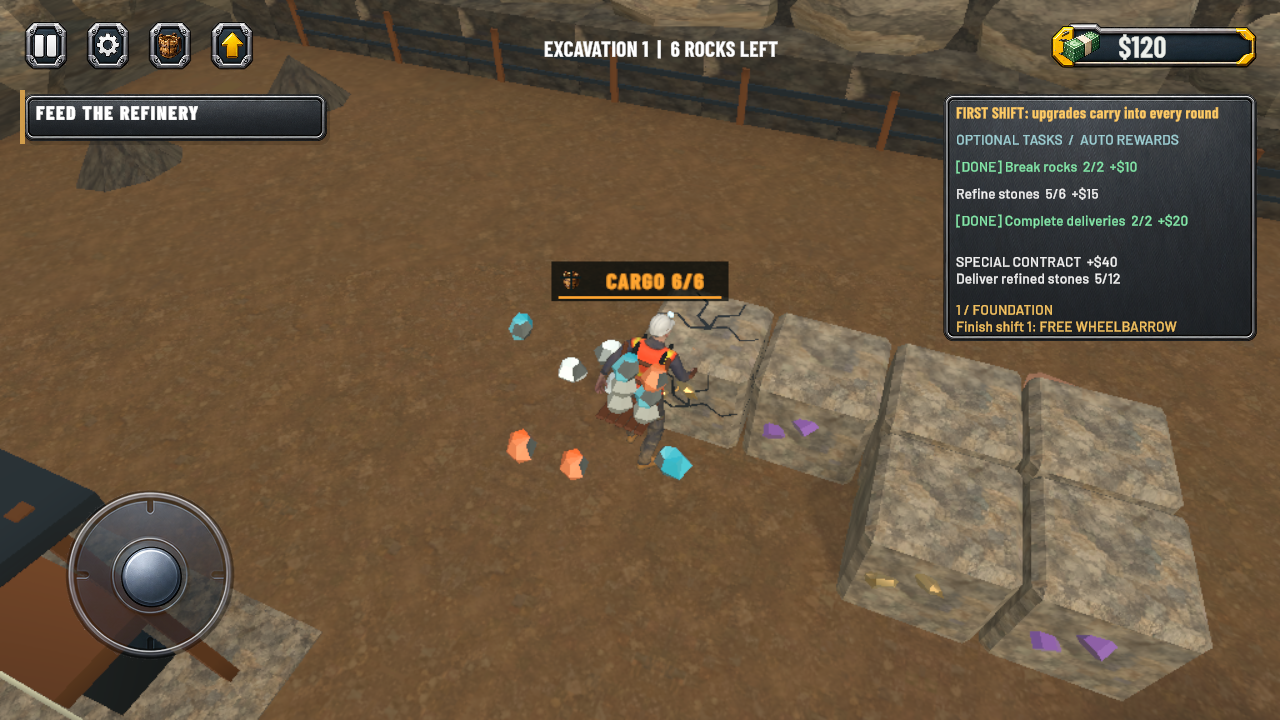 EXCAVATION 1 | 6 ROCKS LEFT
$120
FEED THE REFINERY
FIRST SHIFT: upgrades carry into every round
OPTIONAL TASKS / AUTO REWARDS
[DONE] Break rocks 2/2 +$10
Refine stones 5/6 +$15
[DONE] Complete deliveries 2/2 +$20
SPECIAL CONTRACT +$40
Deliver refined stones 5/12
1 / FOUNDATION
Finish shift 1: FREE WHEELBARROW
CARGO 6/6